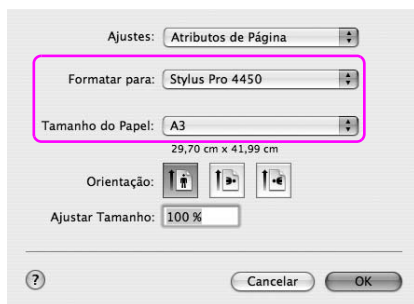 Ajustes: Atributos de Página
Formatar para: Stylus Pro 4450
Tamanho do Papel: A3
29,70 cm x 41,99 cm
Orientação:
Ajustar Tamanho: 100 %
? Cancelar OK